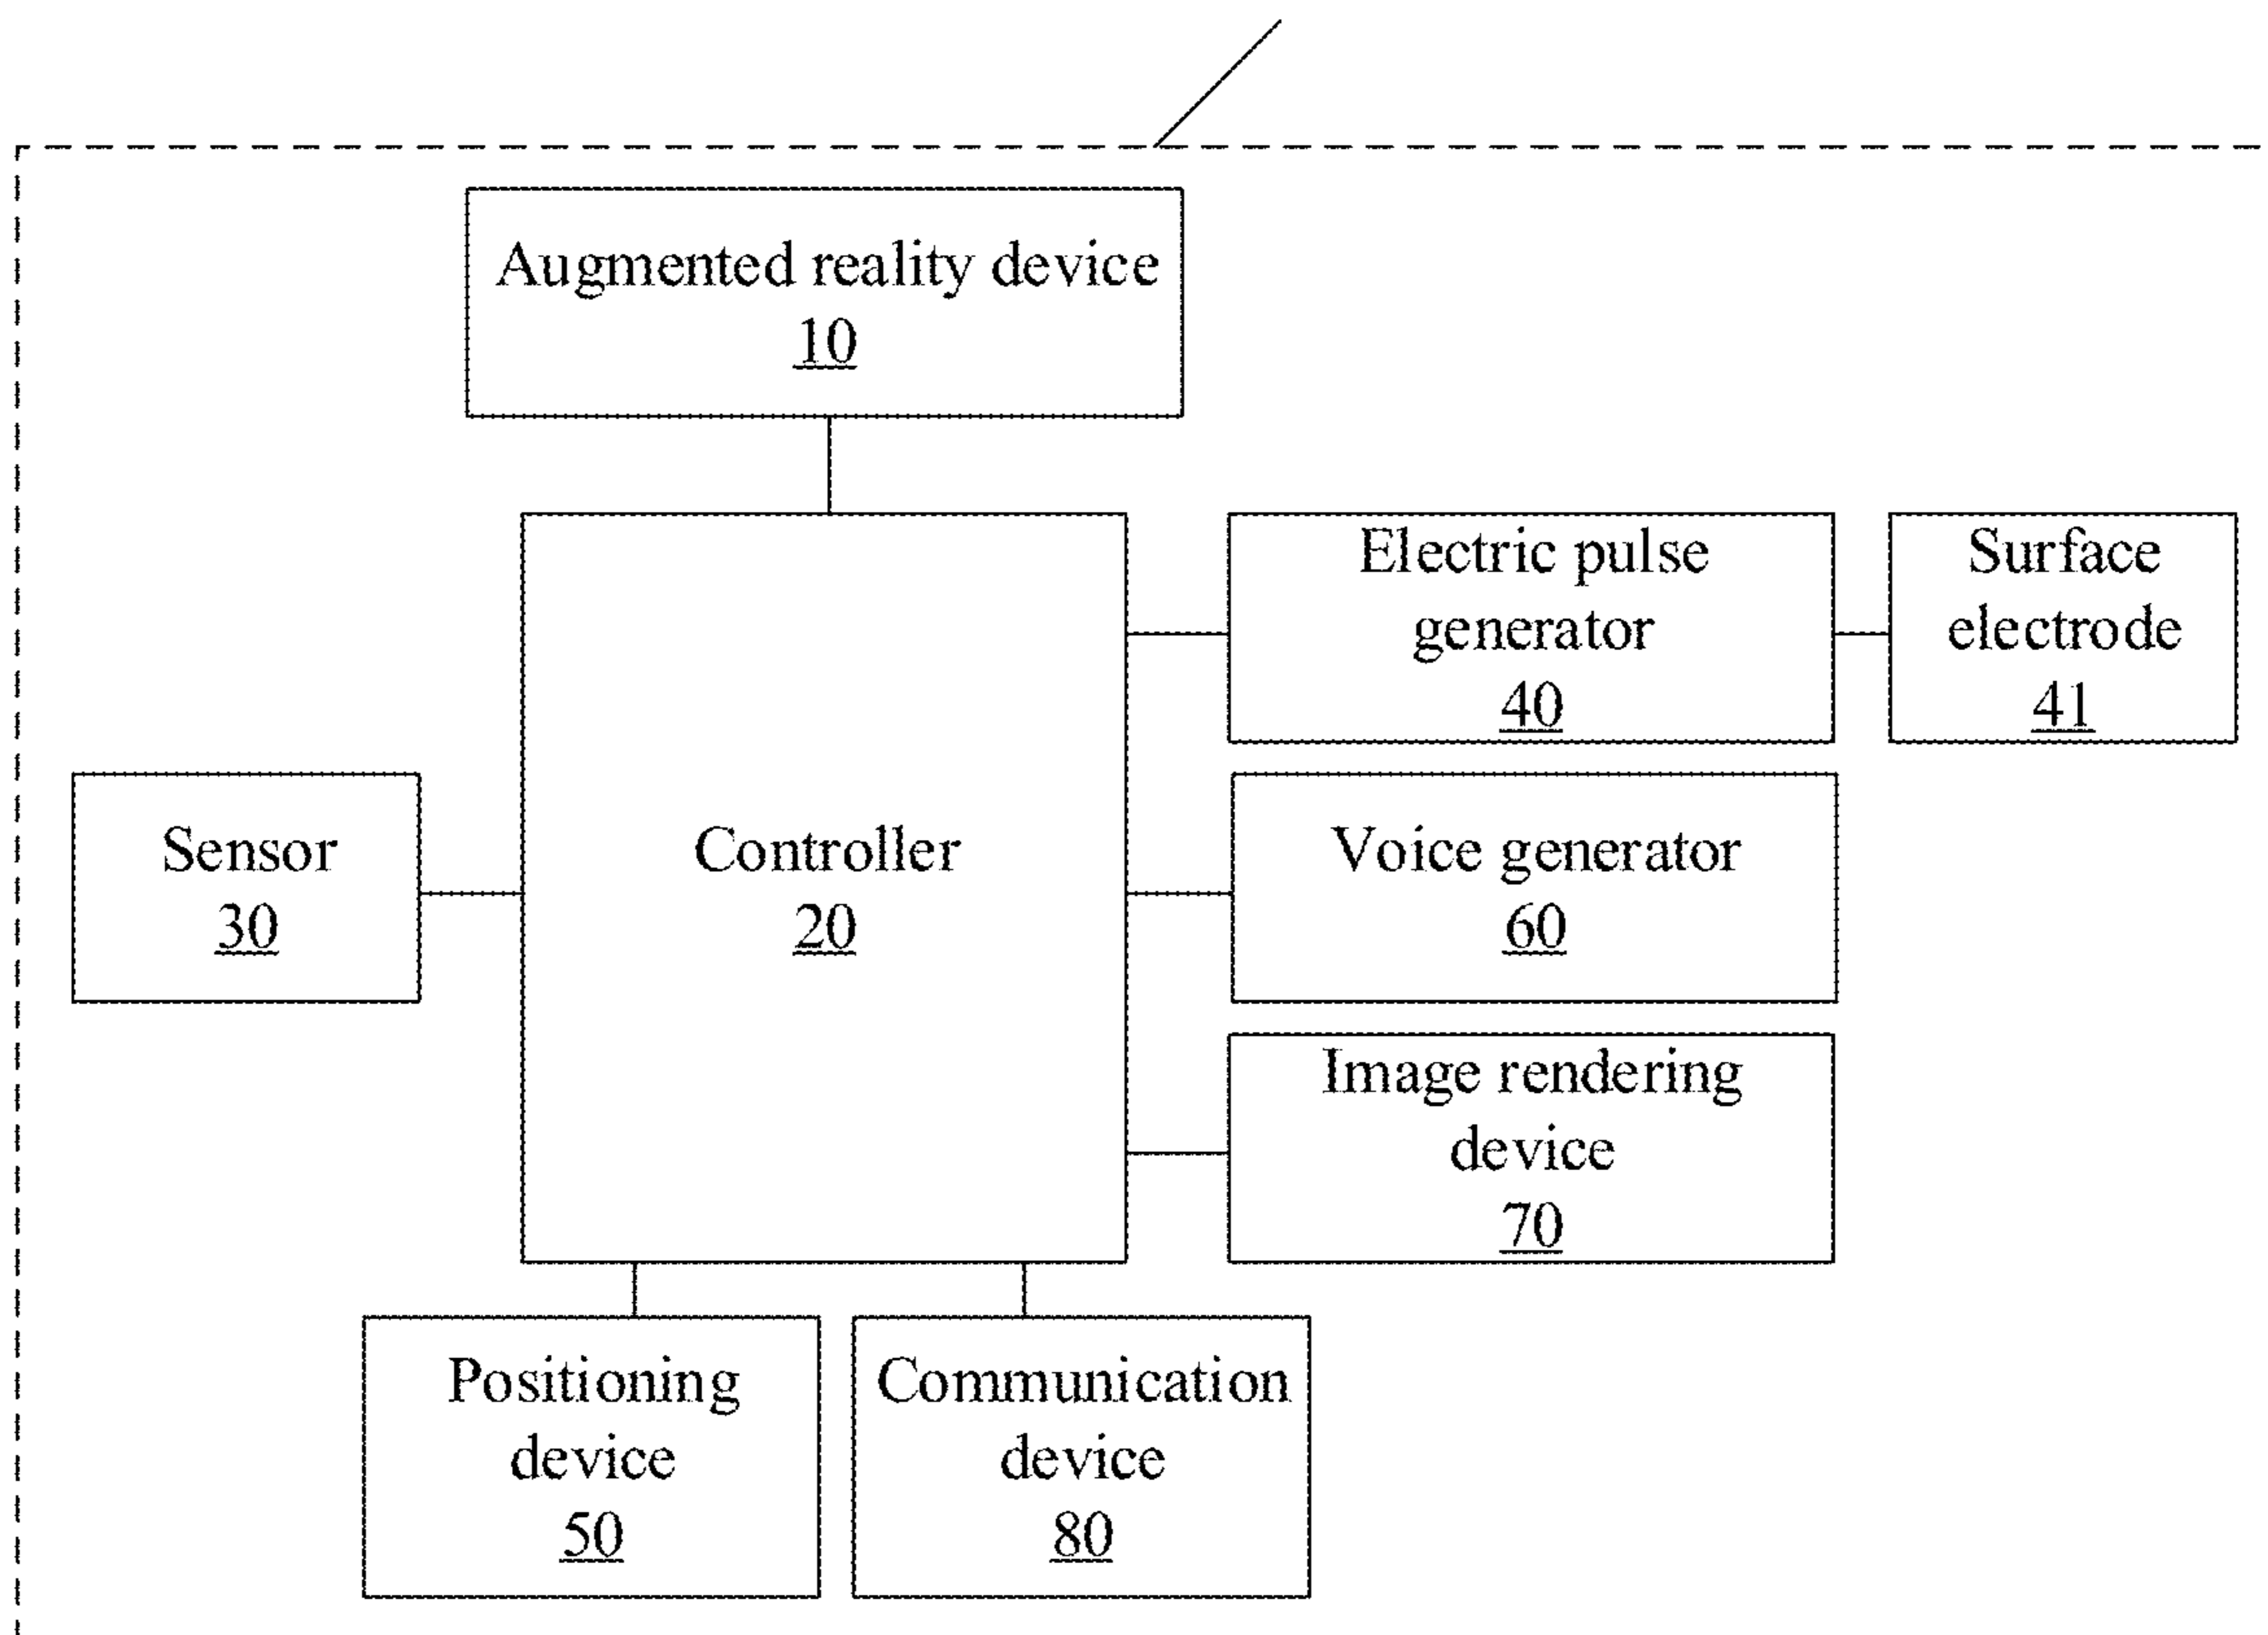 Augmented reality device
10
Electric pulse
generator
40
Surface
electrode
41
Sensor
30
Controller
20
Voice generator
60
Image rendering
device
70
Positioning
device
50
Communication
device
80